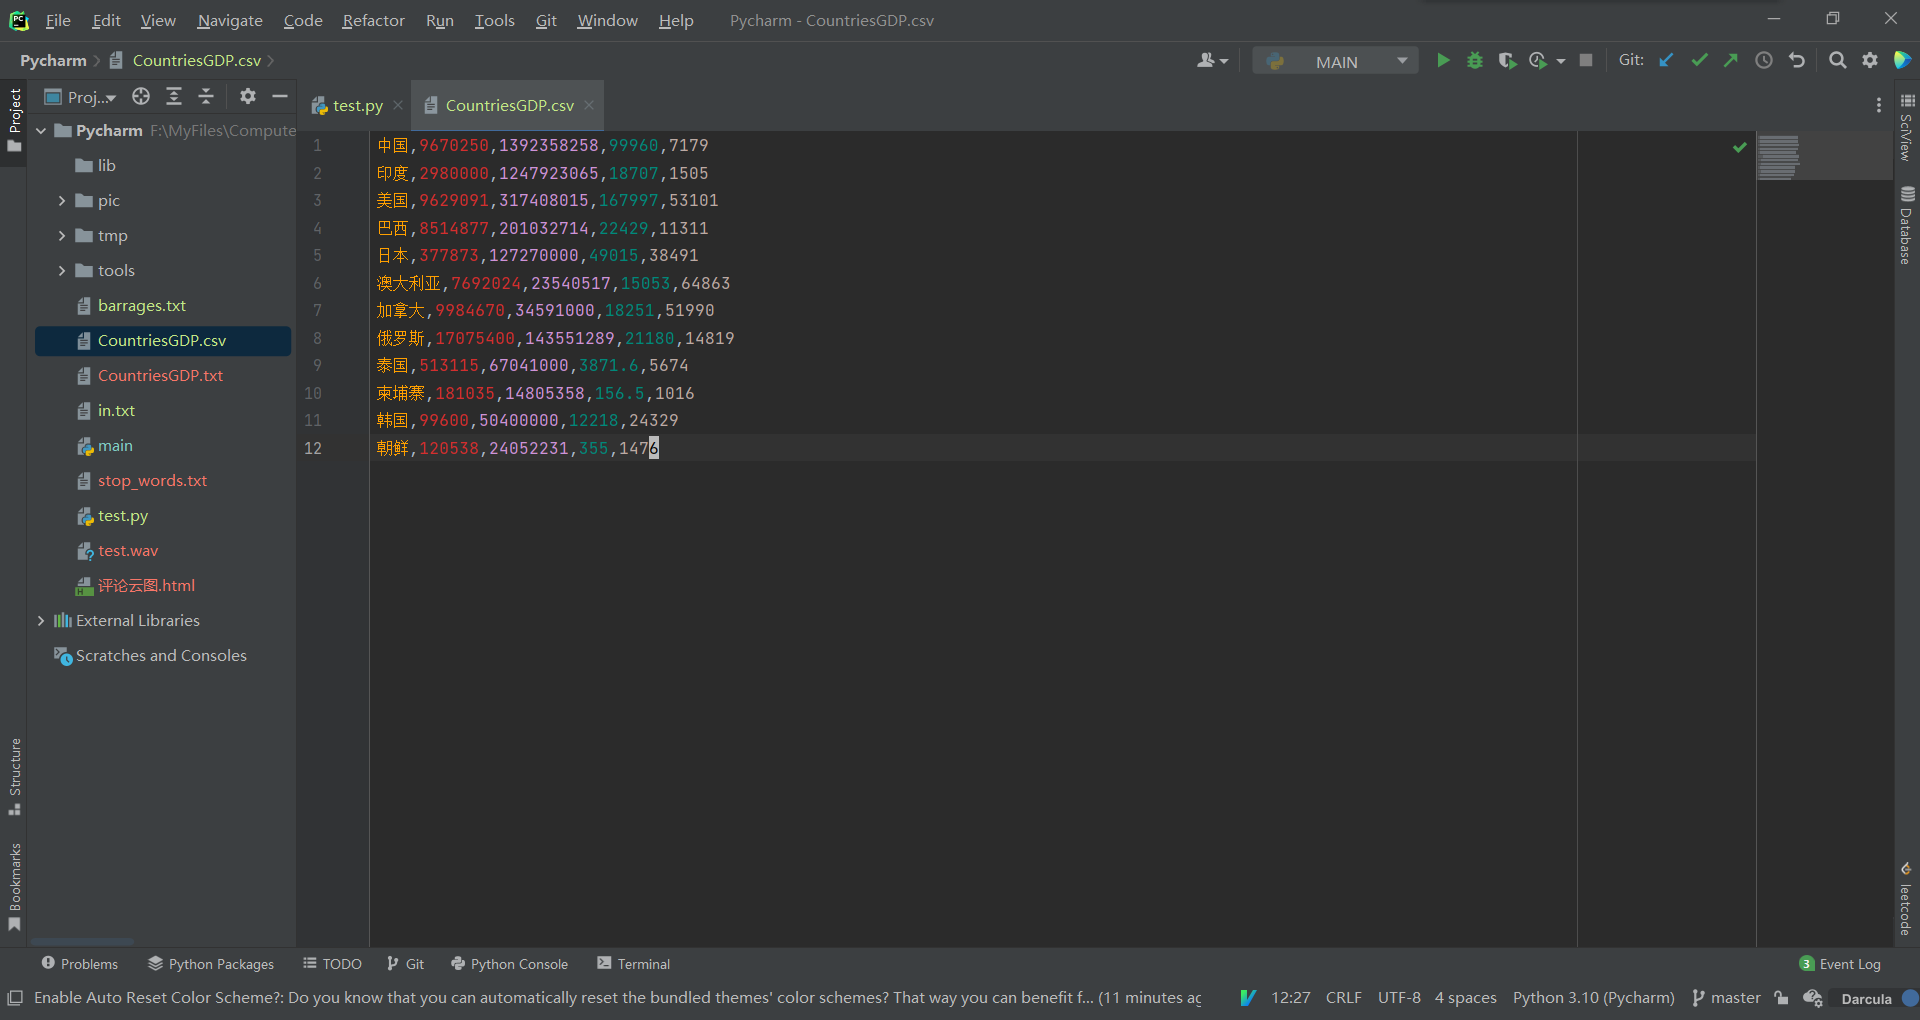 File Edit View Navigate Code Refactor Run Tools Git Window Help Pycharm - CountriesGDP.csv
Pycharm CountriesGDP.csv MAIN Git:
Project
Proj...
test.py
CountriesGDP.csv
Pycharm F:\MyFiles\Compute
lib
pic
tmp
tools
barrages.txt
CountriesGDP.csv
CountriesGDP.txt
in.txt
main
stop_words.txt
test.py
test.wav
评论云图.html
External Libraries
Scratches and Consoles
1 中国,9670250,1392358258,99960,7179
2 印度,2980000,1247923065,18707,1505
3 美国,9629091,317408015,167997,53101
4 巴西,8514877,201032714,22429,11311
5 日本,377873,127270000,49015,38491
6 澳大利亚,7692024,23540517,15053,64863
7 加拿大,9984670,34591000,18251,51990
8 俄罗斯,17075400,143551289,21180,14819
9 泰国,513115,67041000,3871.6,5674
10 柬埔寨,181035,14805358,156.5,1016
11 韩国,99600,50400000,12218,24329
12 朝鲜,120538,24052231,355,1476
SciView
Database
leetcode
Structure
Bookmarks
Problems Python Packages TODO Git Python Console Terminal 3 Event Log
Enable Auto Reset Color Scheme?: Do you know that you can automatically reset the bundled themes' color schemes? That way you can benefit f... (11 minutes ag 12:27 CRLF UTF-8 4 spaces Python 3.10 (Pycharm) master Darcula